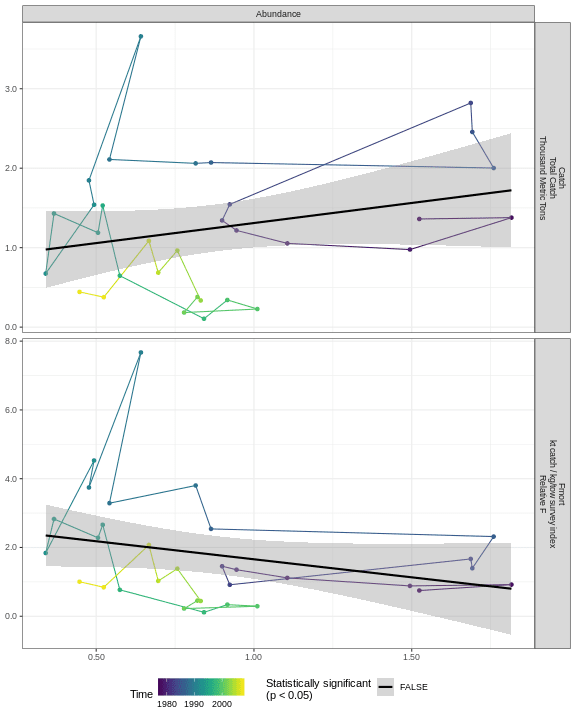 Abundance
3.0
2.0
1.0
0.0
Catch
Total Catch
Thousand Metric Tons
8.0
6.0
4.0
2.0
0.0
Fmort
kt catch / kg/tow survey index
Relative F
0.50
1.00
1.50
Time
1980 1990 2000
Statistically significant
(p < 0.05)
FALSE